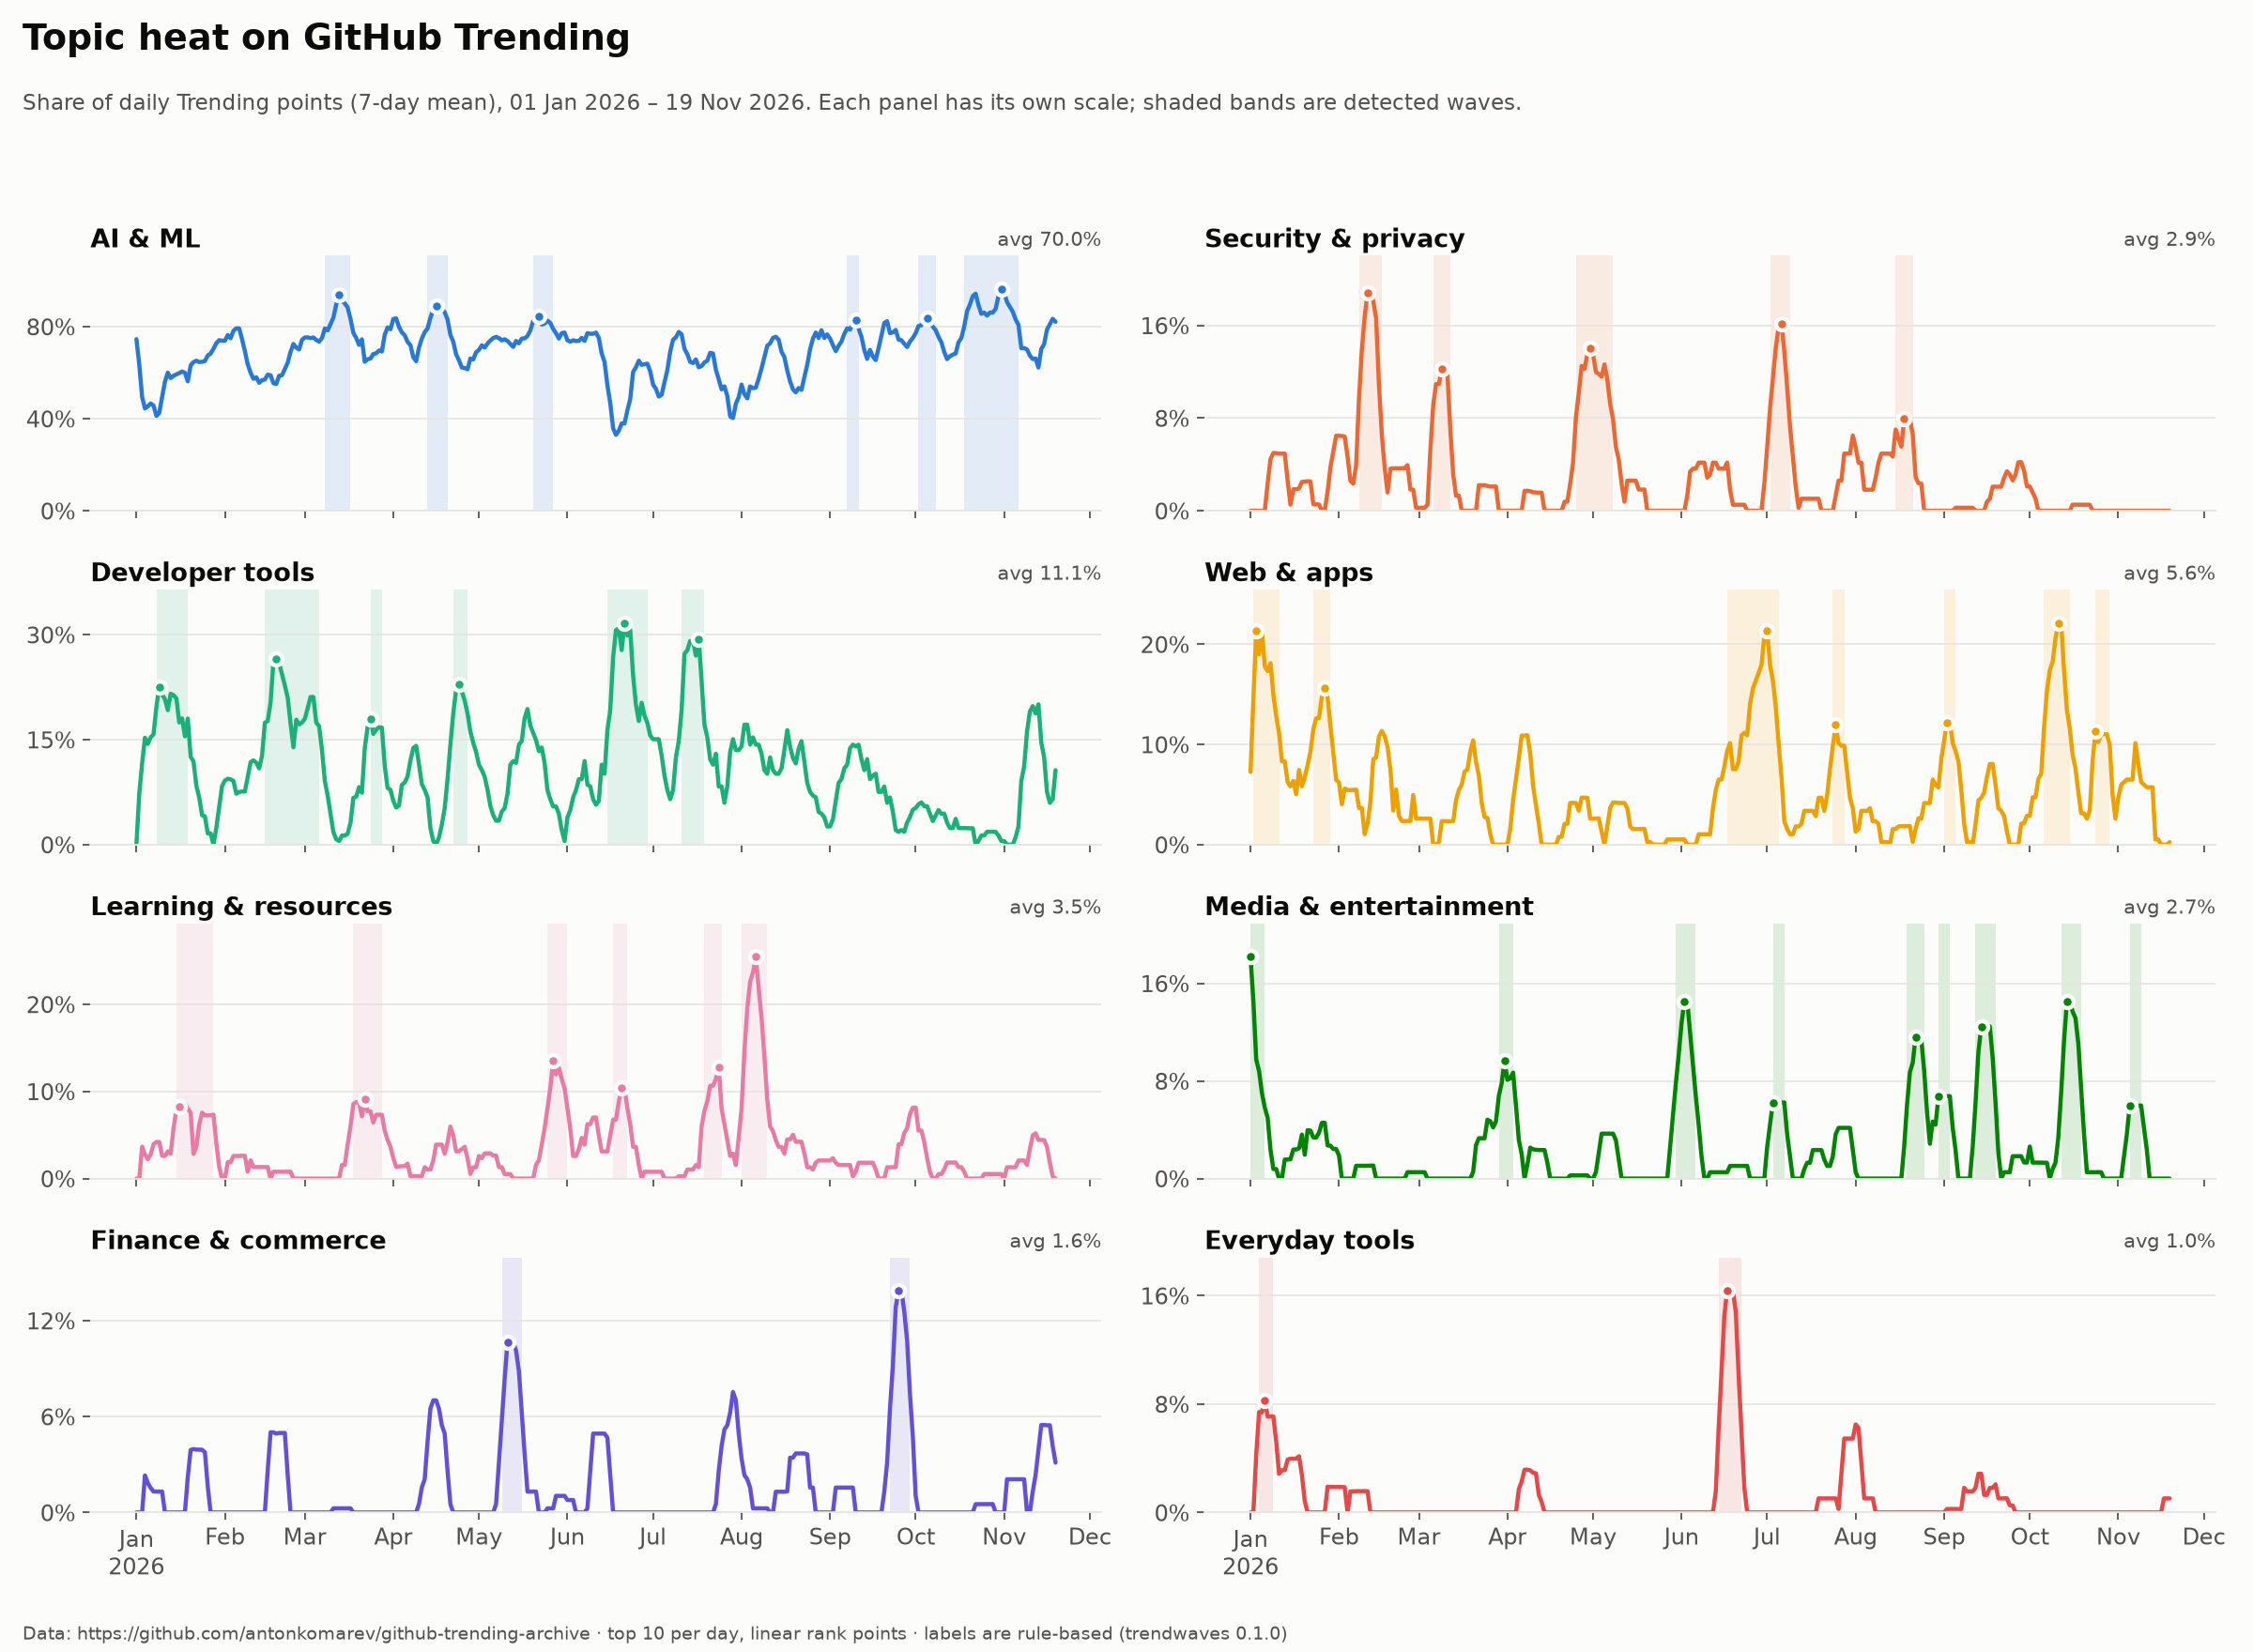 Topic heat on GitHub Trending
Share of daily Trending points (7-day mean), 01 Jan 2026 – 19 Nov 2026. Each panel has its own scale; shaded bands are detected waves.
AI & ML
avg 70.0%
80%
40%
0%
Security & privacy
avg 2.9%
16%
8%
0%
Developer tools
avg 11.1%
30%
15%
0%
Web & apps
avg 5.6%
20%
10%
0%
Learning & resources
avg 3.5%
20%
10%
0%
Media & entertainment
avg 2.7%
16%
8%
0%
Finance & commerce
avg 1.6%
12%
6%
0%
Jan Feb Mar Apr May Jun Jul Aug Sep Oct Nov Dec
2026
Everyday tools
avg 1.0%
16%
8%
0%
Jan Feb Mar Apr May Jun Jul Aug Sep Oct Nov Dec
2026
Data: https://github.com/antonkomarev/github-trending-archive · top 10 per day, linear rank points · labels are rule-based (trendwaves 0.1.0)